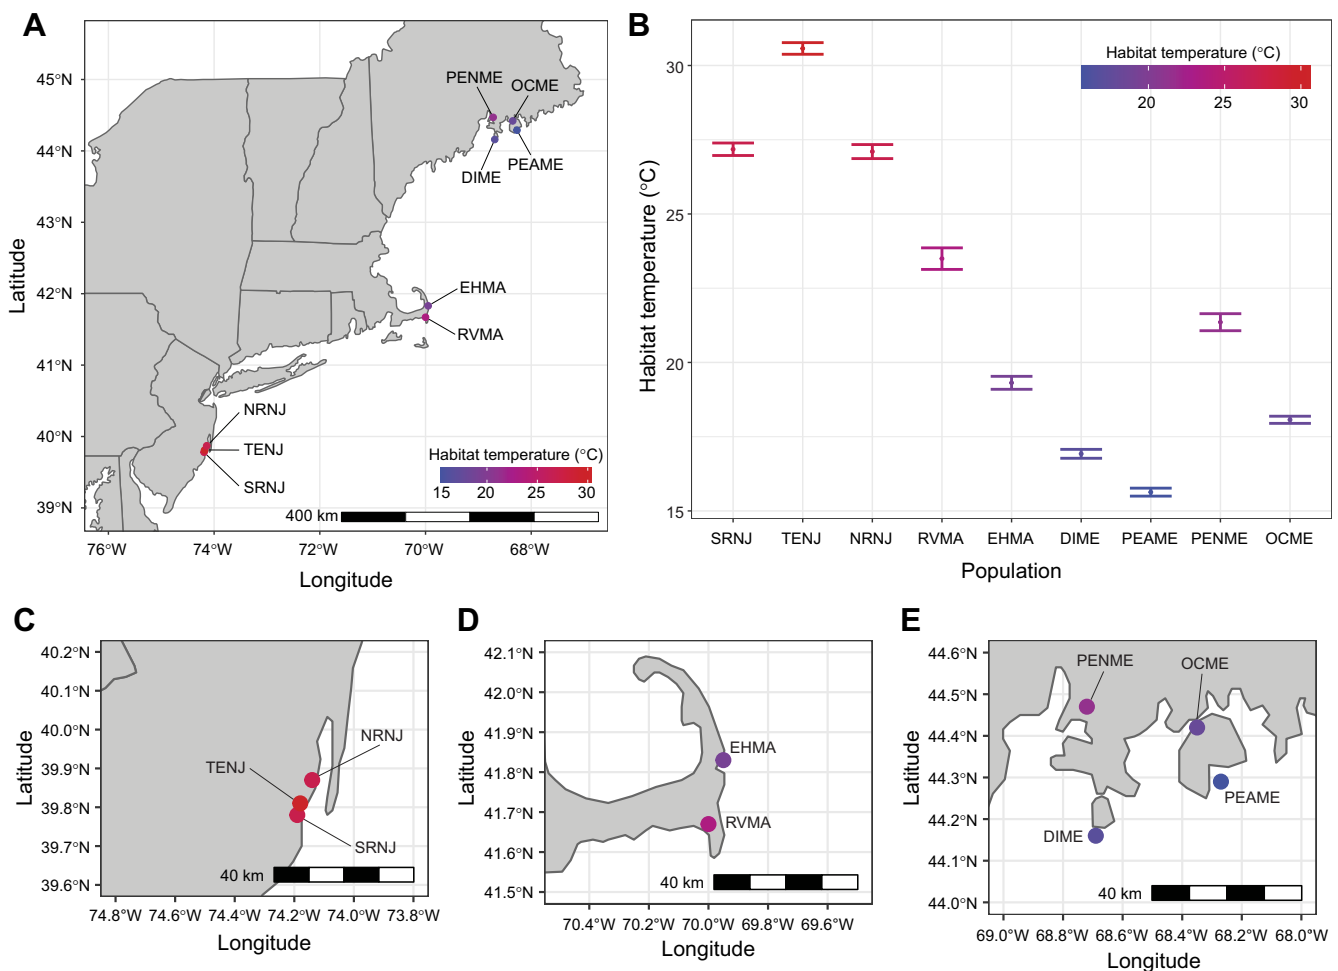 A
45°N
44°N
43°N
42°N
41°N
40°N
39°N
Latitude
PENME
OCME
DIME
PEAME
EHMA
RVMA
NRNJ
TENJ
SRNJ
Habitat temperature (°C)
15 20 25 30
400 km
76°W 74°W 72°W 70°W 68°W
Longitude
B
Habitat temperature (°C)
20 25 30
30
25
20
15
Habitat temperature (°C)
SRNJ TENJ NRNJ RVMA EHMA DIME PEAME PENME OCME
Population
C
40.2°N
40.1°N
40.0°N
39.9°N
39.8°N
39.7°N
39.6°N
Latitude
NRNJ
TENJ
SRNJ
40 km
74.8°W 74.6°W 74.4°W 74.2°W 74.0°W 73.8°W
Longitude
D
42.1°N
42.0°N
41.9°N
41.8°N
41.7°N
41.6°N
41.5°N
Latitude
EHMA
RVMA
40 km
70.4°W 70.2°W 70.0°W 69.8°W 69.6°W
Longitude
E
44.6°N
44.5°N
44.4°N
44.3°N
44.2°N
44.1°N
44.0°N
Latitude
PENME
OCME
PEAME
DIME
40 km
69.0°W 68.8°W 68.6°W 68.4°W 68.2°W 68.0°W
Longitude